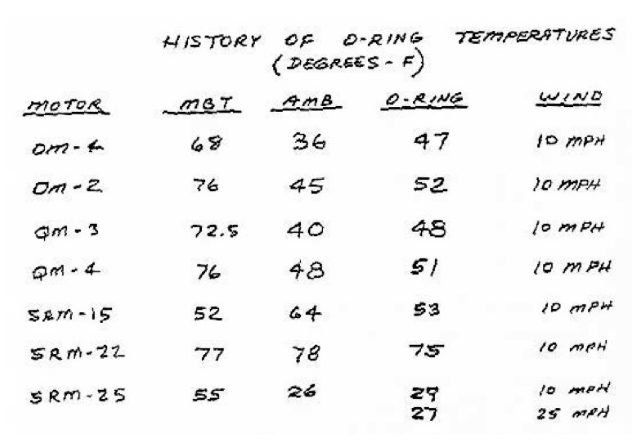 HISTORY OF O-RING TEMPERATURES
(DEGREES - F)
MOTOR MBT AMB O-RING WIND
DM-4 68 36 47 10 MPH
DM-2 76 45 52 10 MPH
QM-3 72.5 40 48 10 MPH
QM-4 76 48 51 10 MPH
SRM-15 52 64 53 10 MPH
SRM-22 77 78 75 10 MPH
SRM-25 55 26 29 10 MPH
27 25 MPH